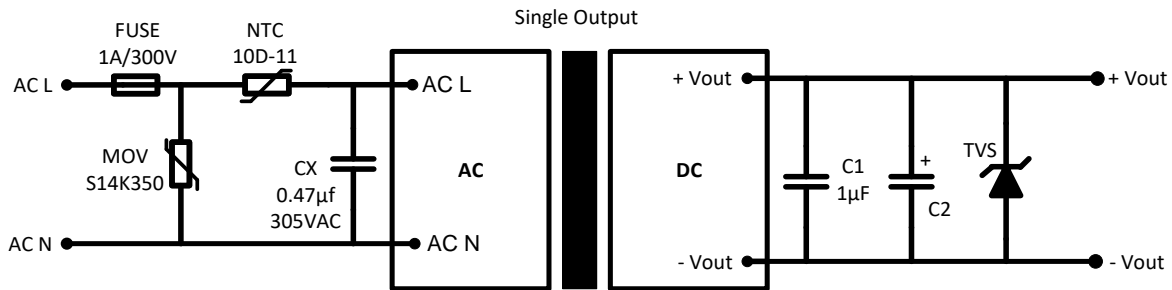 Single Output
FUSE
1A/300V
NTC
10D-11
AC L
AC L
+ Vout
+ Vout
MOV
S14K350
CX
0.47µf
305VAC
AC
DC
C1
1µF
+
C2
TVS
AC N
AC N
- Vout
- Vout